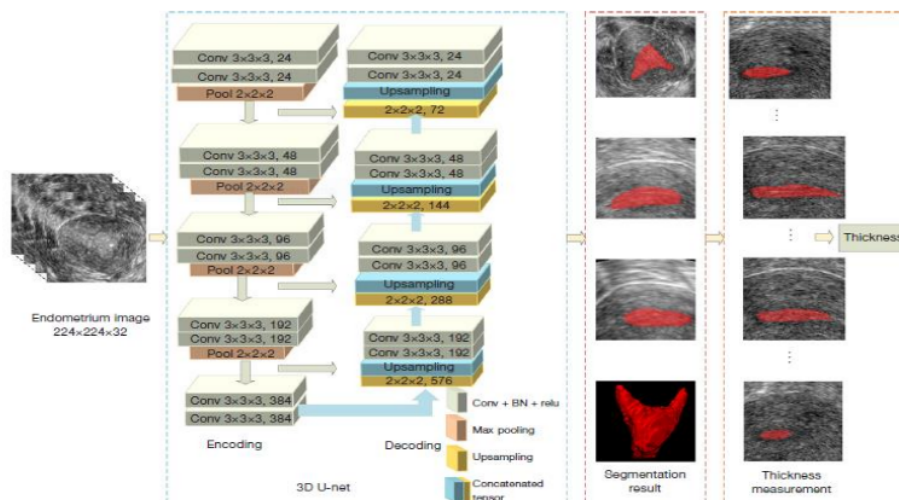 Endometrium image
224×224×32
Conv 3×3×3, 24
Conv 3×3×3, 24
Pool 2×2×2
Conv 3×3×3, 48
Conv 3×3×3, 48
Pool 2×2×2
Conv 3×3×3, 96
Conv 3×3×3, 96
Pool 2×2×2
Conv 3×3×3, 192
Conv 3×3×3, 192
Pool 2×2×2
Conv 3×3×3, 384
Conv 3×3×3, 384
Encoding
Conv 3×3×3, 24
Conv 3×3×3, 24
Upsampling
2×2×2, 72
Conv 3×3×3, 48
Conv 3×3×3, 48
Upsampling
2×2×2, 144
Conv 3×3×3, 96
Conv 3×3×3, 96
Upsampling
2×2×2, 288
Conv 3×3×3, 192
Conv 3×3×3, 192
Upsampling
2×2×2, 576
Decoding
Conv + BN + relu
Max pooling
Upsampling
Concatenated
tensor
3D U-net
Segmentation
result
Thickness
measurement
Thickness